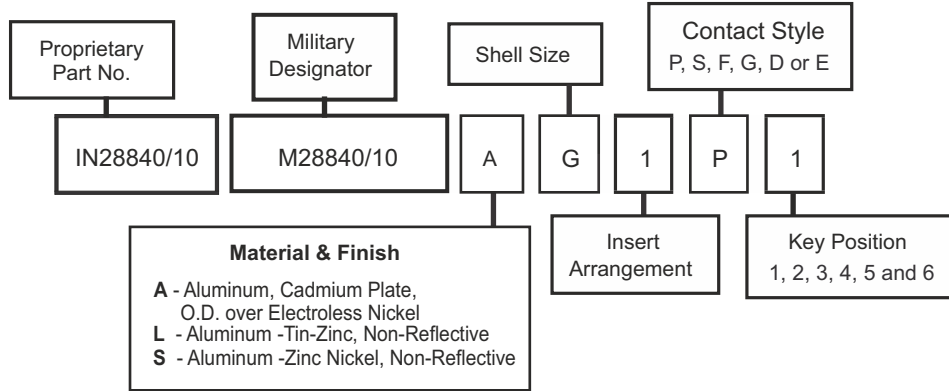 Proprietary
Part No.
Military
Designator
Shell Size
Contact Style
P, S, F, G, D or E
IN28840/10
M28840/10
A
G
1
P
1
Material & Finish
A - Aluminum, Cadmium Plate,
O.D. over Electroless Nickel
L - Aluminum -Tin-Zinc, Non-Reflective
S - Aluminum -Zinc Nickel, Non-Reflective
Insert
Arrangement
Key Position
1, 2, 3, 4, 5 and 6